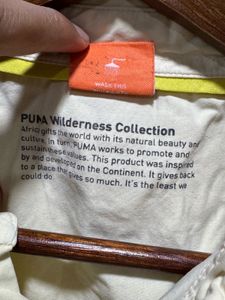 WASH THIS
PUMA Wilderness Collection
Africa gifts the world with its natural beauty and
culture. In turn, PUMA works to promote and
sustain these values. This product was inspired
by and developed on the Continent. It gives back
to a place that gives so much. It's the least we
could do.